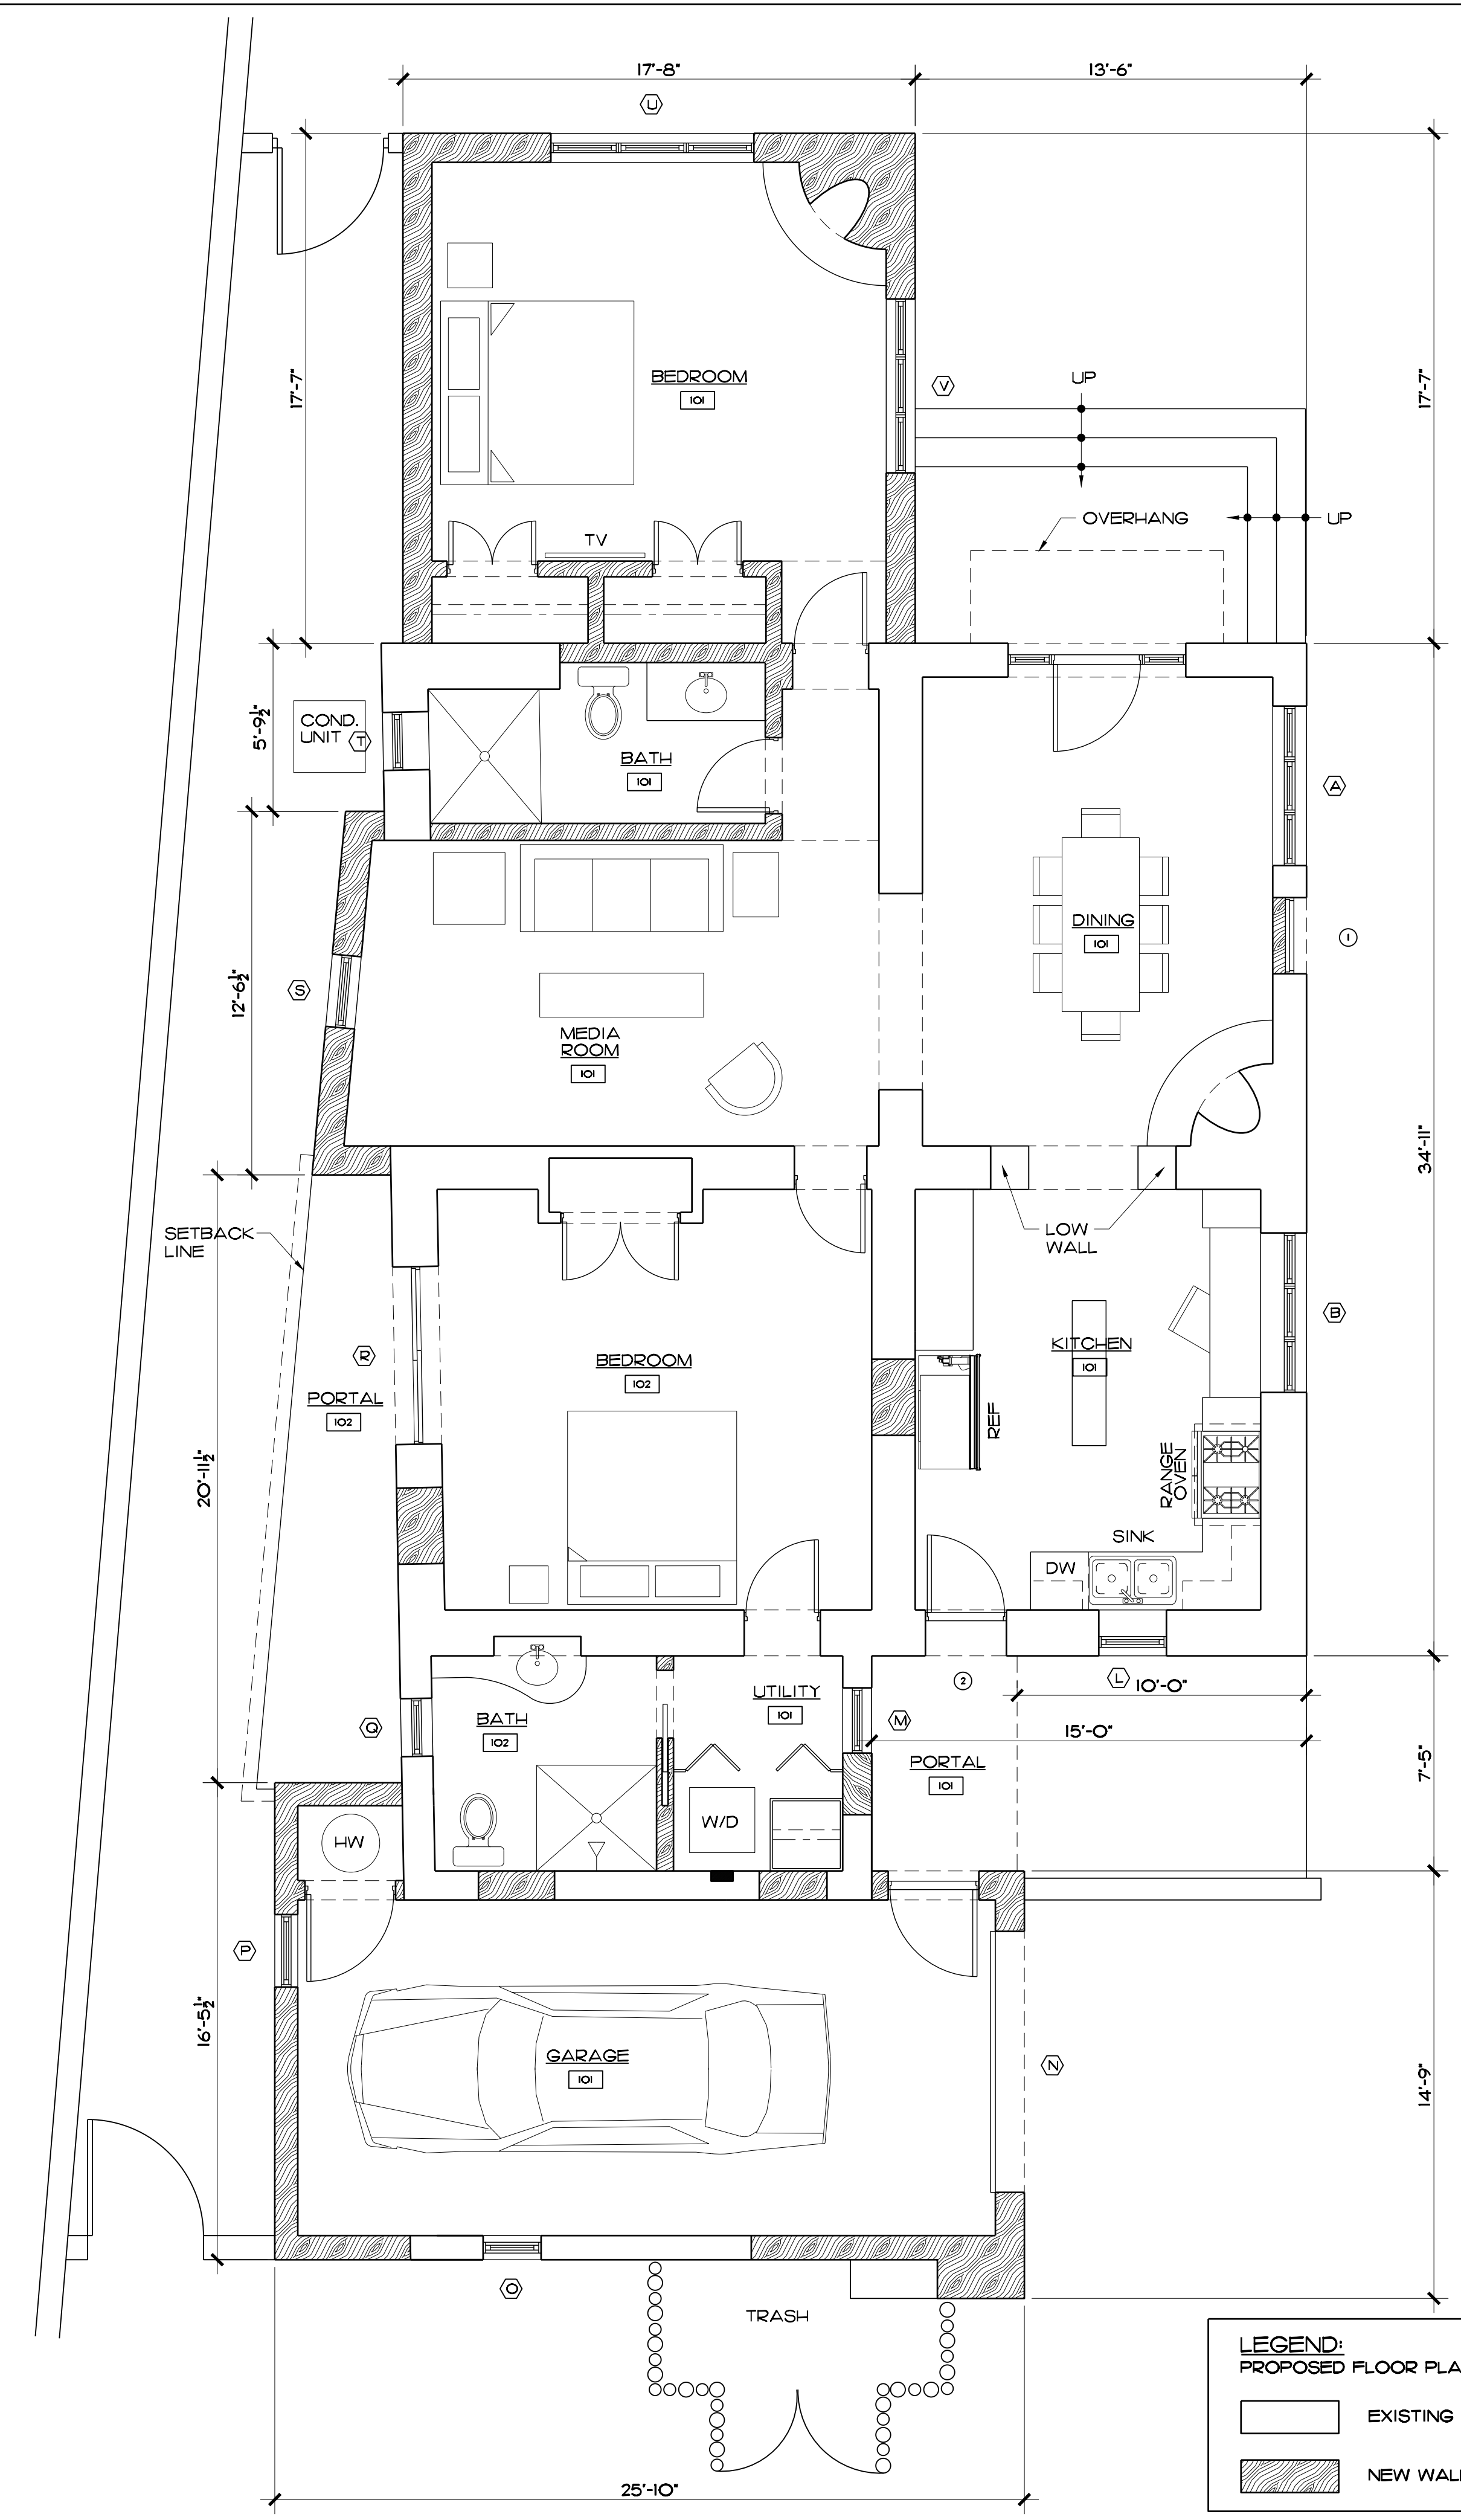 17'-8"
13'-6"
U
17'-7"
17'-7"
BEDROOM
101
V
UP
OVERHANG
UP
TV
5'-9½"
COND.
UNIT
T
BATH
101
A
DINING
101
1
12'-6½"
S
MEDIA
ROOM
101
34'-11"
SETBACK
LINE
LOW
WALL
R
PORTAL
102
BEDROOM
102
KITCHEN
101
B
REF
RANGE
OVEN
20'-11½"
SINK
DW
2
L
10'-0"
Q
BATH
102
UTILITY
101
M
15'-0"
PORTAL
101
7'-5"
W/D
HW
P
16'-5½"
GARAGE
101
N
14'-9"
O
TRASH
25'-10"
LEGEND:
PROPOSED FLOOR PLA
EXISTING
NEW WALL